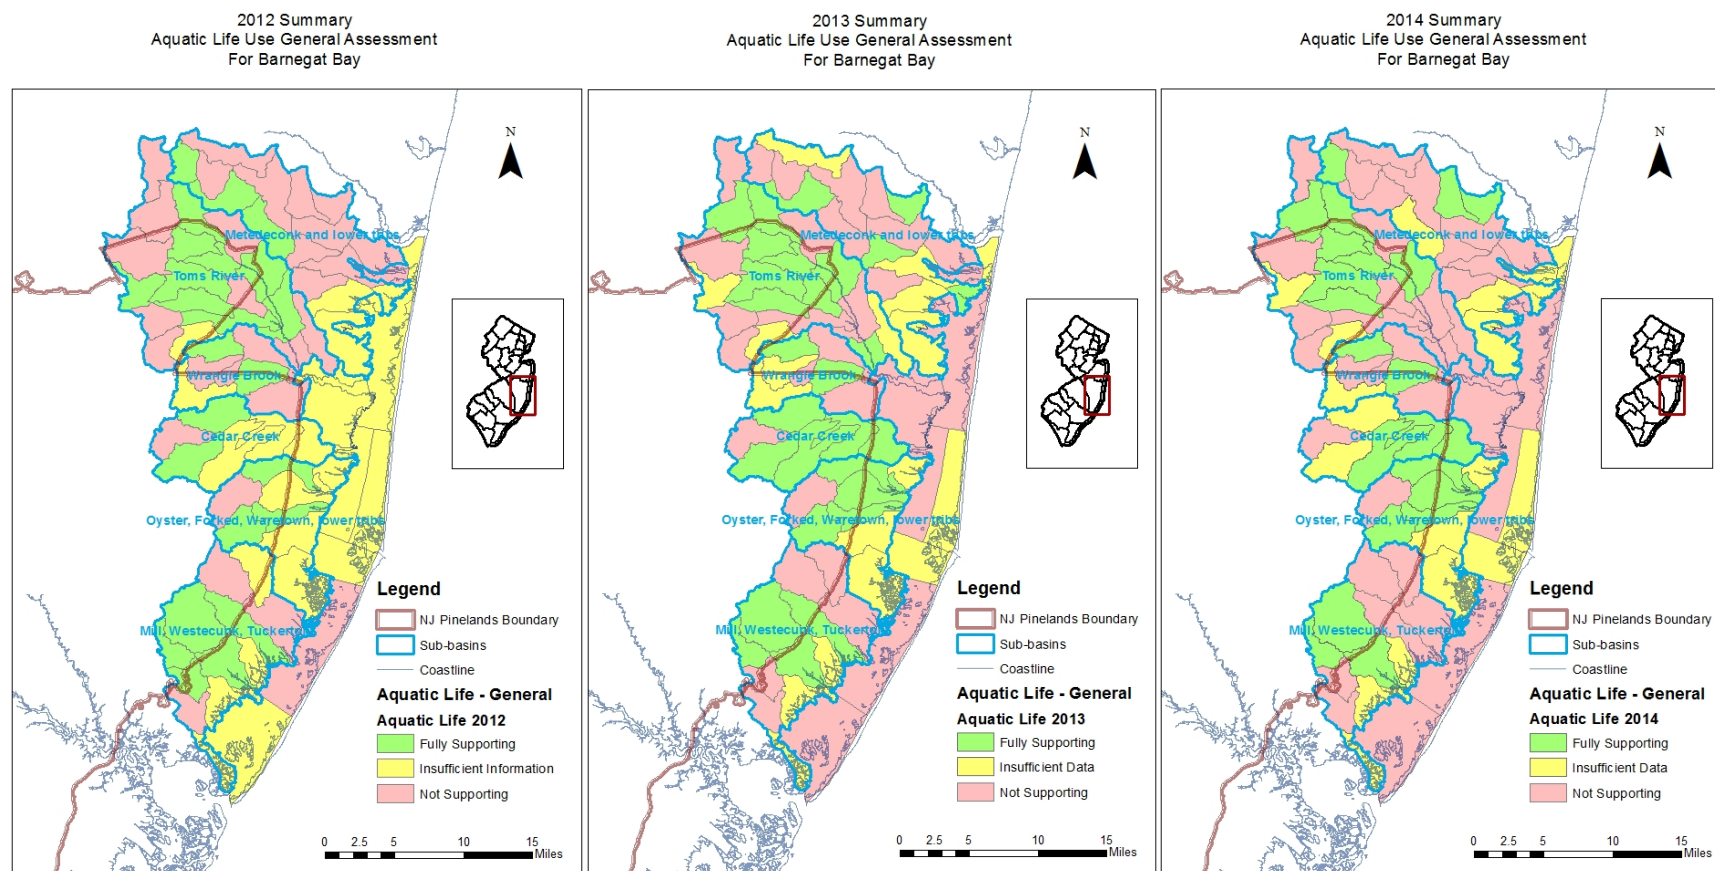 2012 Summary
Aquatic Life Use General Assessment
For Barnegat Bay
N
Metedeconk and lower tribs
Toms River
Wrangle Brook
Cedar Creek
Oyster, Forked, Waretown, lower tribs
Mill, Westecunk, Tuckerton
Legend
NJ Pinelands Boundary
Sub-basins
Coastline
Aquatic Life - General
Aquatic Life 2012
Fully Supporting
Insufficient Information
Not Supporting
0 2.5 5 10 15
Miles
2013 Summary
Aquatic Life Use General Assessment
For Barnegat Bay
N
Metedeconk and lower tribs
Toms River
Wrangle Brook
Cedar Creek
Oyster, Forked, Waretown, lower tribs
Mill, Westecunk, Tuckerton
Legend
NJ Pinelands Boundary
Sub-basins
Coastline
Aquatic Life - General
Aquatic Life 2013
Fully Supporting
Insufficient Data
Not Supporting
0 2.5 5 10 15
Miles
2014 Summary
Aquatic Life Use General Assessment
For Barnegat Bay
N
Metedeconk and lower tribs
Toms River
Wrangle Brook
Cedar Creek
Oyster, Forked, Waretown, lower tribs
Mill, Westecunk, Tuckerton
Legend
NJ Pinelands Boundary
Sub-basins
Coastline
Aquatic Life - General
Aquatic Life 2014
Fully Supporting
Insufficient Data
Not Supporting
0 2.5 5 10 15
Miles